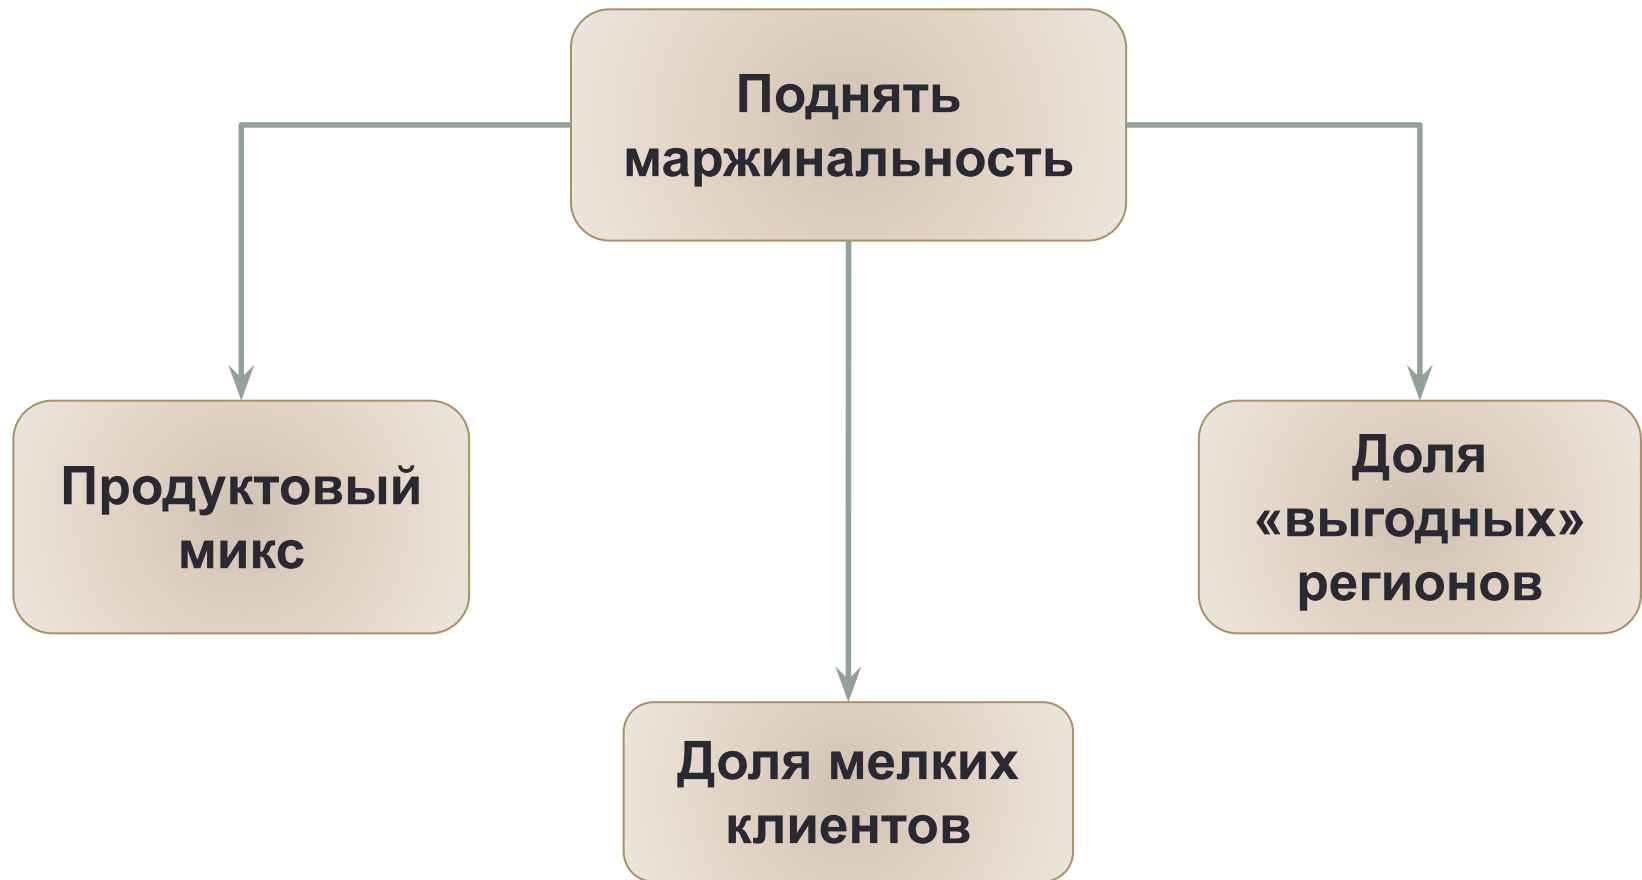 Поднять
маржинальность
Продуктовый
микс
Доля
«выгодных»
регионов
Доля мелких
клиентов